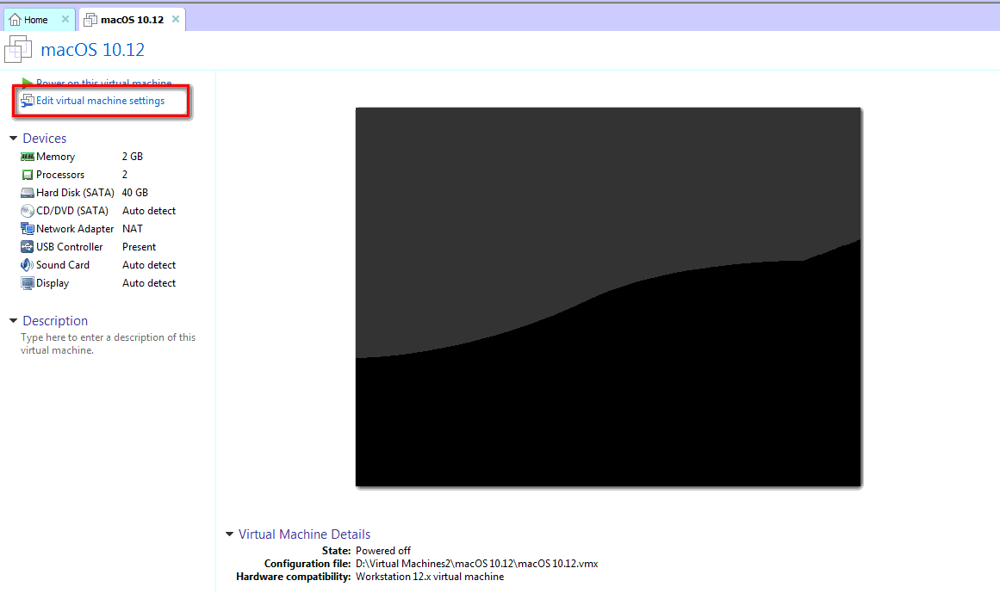 Home
macOS 10.12
macOS 10.12
Power on this virtual machine
Edit virtual machine settings
Devices
Memory 2 GB
Processors 2
Hard Disk (SATA) 40 GB
CD/DVD (SATA) Auto detect
Network Adapter NAT
USB Controller Present
Sound Card Auto detect
Display Auto detect
Description
Type here to enter a description of this
virtual machine.
Virtual Machine Details
State: Powered off
Configuration file: D:\Virtual Machines2\macOS 10.12\macOS 10.12.vmx
Hardware compatibility: Workstation 12.x virtual machine